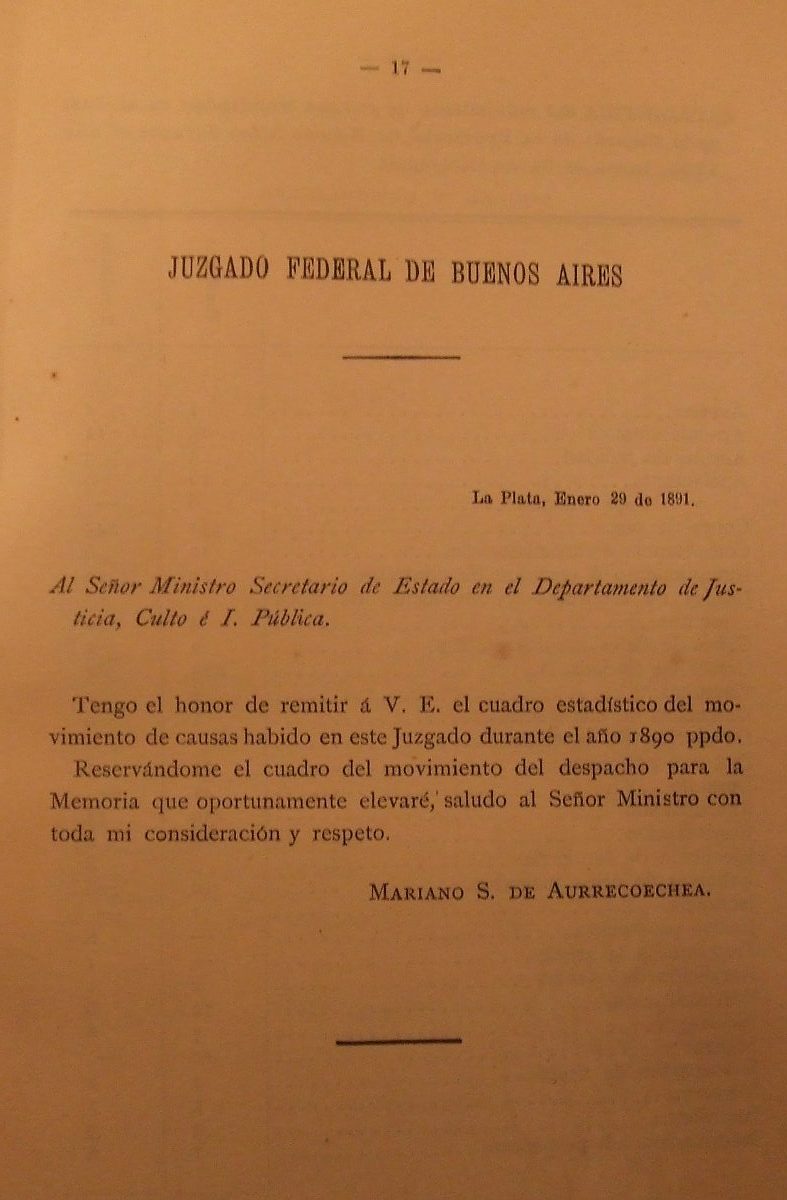 — 17 —
JUZGADO FEDERAL DE BUENOS AIRES
La Plata, Enero 29 de 1891.
Al Señor Ministro Secretario de Estado en el Departamento de Jus-
ticia, Culto é I. Pública.
Tengo el honor de remitir á V. E. el cuadro estadístico del mo-
vimiento de causas habido en este Juzgado durante el año 1890 ppdo.
Reservándome el cuadro del movimiento del despacho para la
Memoria que oportunamente elevaré, saludo al Señor Ministro con
toda mi consideración y respeto.
MARIANO S. DE AURRECOECHEA.